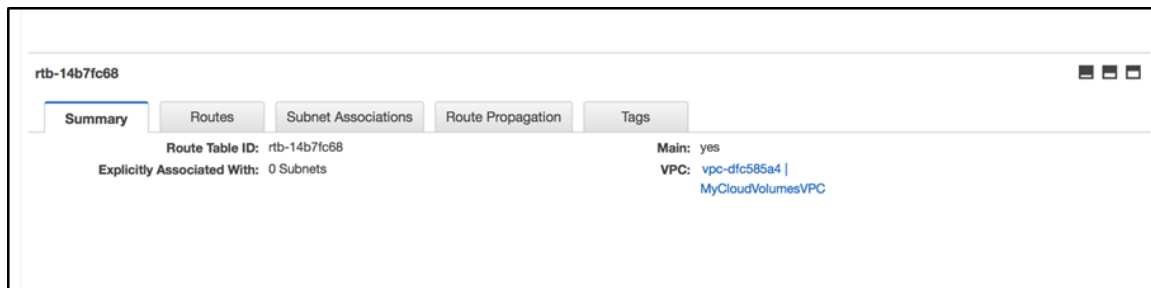 rtb-14b7fc68
Summary Routes Subnet Associations Route Propagation Tags
Route Table ID: rtb-14b7fc68 Main: yes
Explicitly Associated With: 0 Subnets VPC: vpc-dfc585a4 |
MyCloudVolumesVPC